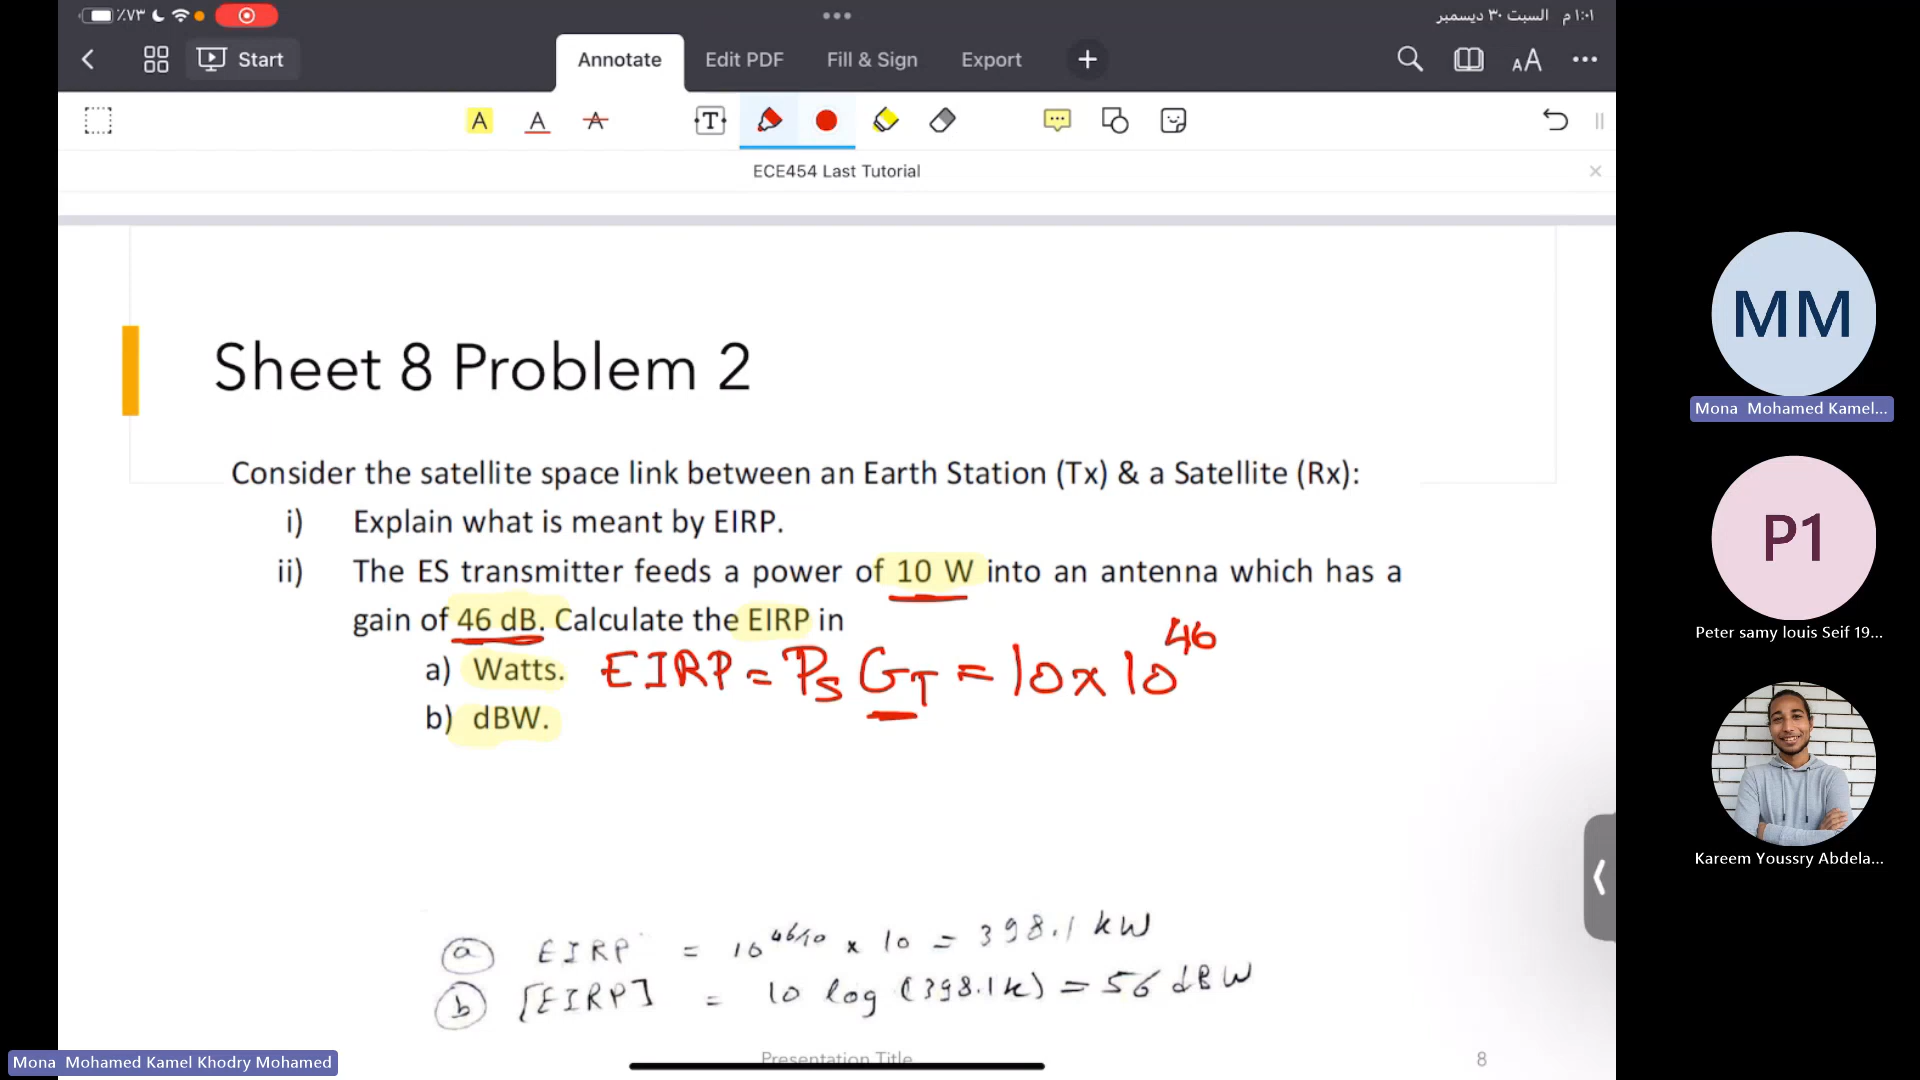 ٪٧٣
السبت ٣٠ ديسمبر ١:٠١ م
Start
Annotate
Edit PDF
Fill & Sign
Export
AA
A A A T
ECE454 Last Tutorial
Sheet 8 Problem 2
Consider the satellite space link between an Earth Station (Tx) & a Satellite (Rx):
i) Explain what is meant by EIRP.
ii) The ES transmitter feeds a power of 10 W into an antenna which has a
gain of 46 dB. Calculate the EIRP in
a) Watts. EIRP = PS GT = 10 x 10^46
b) dBW.
a EIRP = 10^46/10 x 10 = 398.1 kW
b [EIRP] = 10 log (398.1k) = 56 dBW
Presentation Title
8
MM
Mona Mohamed Kamel...
P1
Peter samy louis Seif 19...
Kareem Youssry Abdela...
Mona Mohamed Kamel Khodry Mohamed